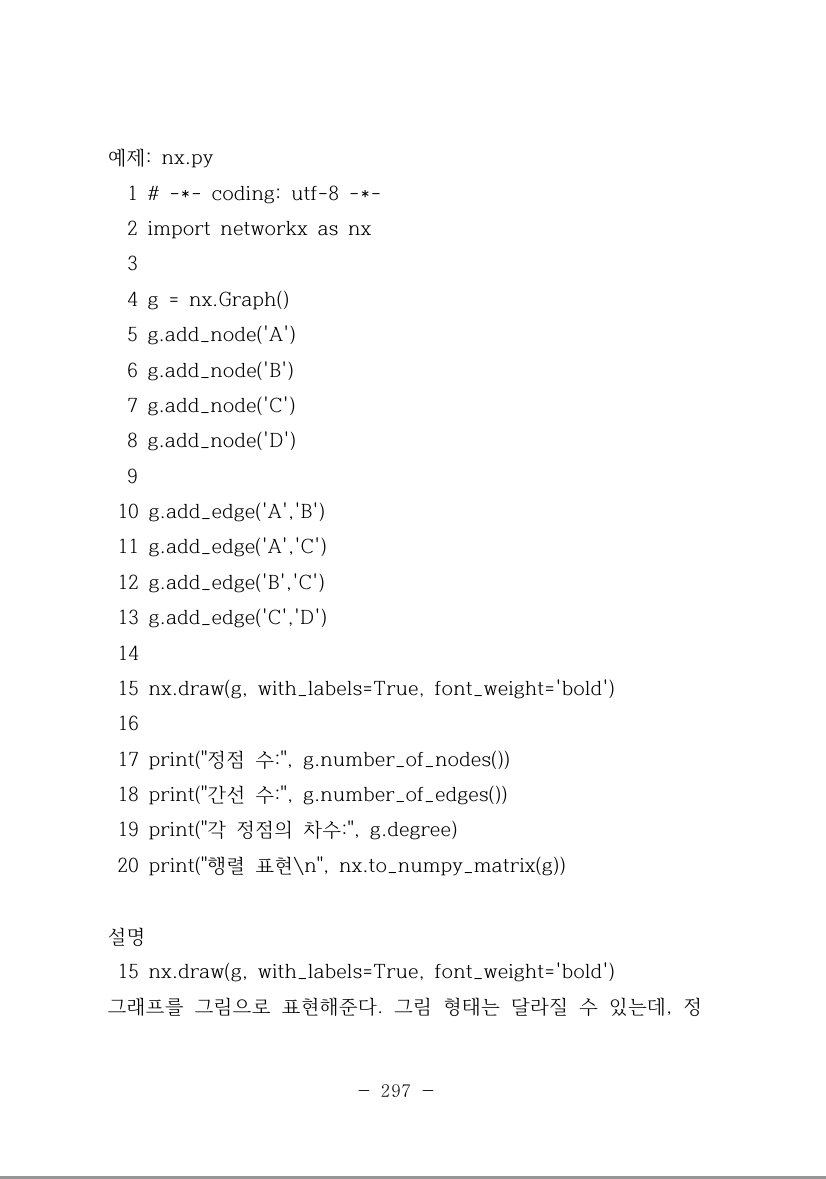 예제: nx.py
1 # -*- coding: utf-8 -*-
2 import networkx as nx
3
4 g = nx.Graph()
5 g.add_node('A')
6 g.add_node('B')
7 g.add_node('C')
8 g.add_node('D')
9
10 g.add_edge('A','B')
11 g.add_edge('A','C')
12 g.add_edge('B','C')
13 g.add_edge('C','D')
14
15 nx.draw(g, with_labels=True, font_weight='bold')
16
17 print("정점 수:", g.number_of_nodes())
18 print("간선 수:", g.number_of_edges())
19 print("각 정점의 차수:", g.degree)
20 print("행렬 표현\n", nx.to_numpy_matrix(g))
설명
15 nx.draw(g, with_labels=True, font_weight='bold')
그래프를 그림으로 표현해준다. 그림 형태는 달라질 수 있는데, 정
- 297 -